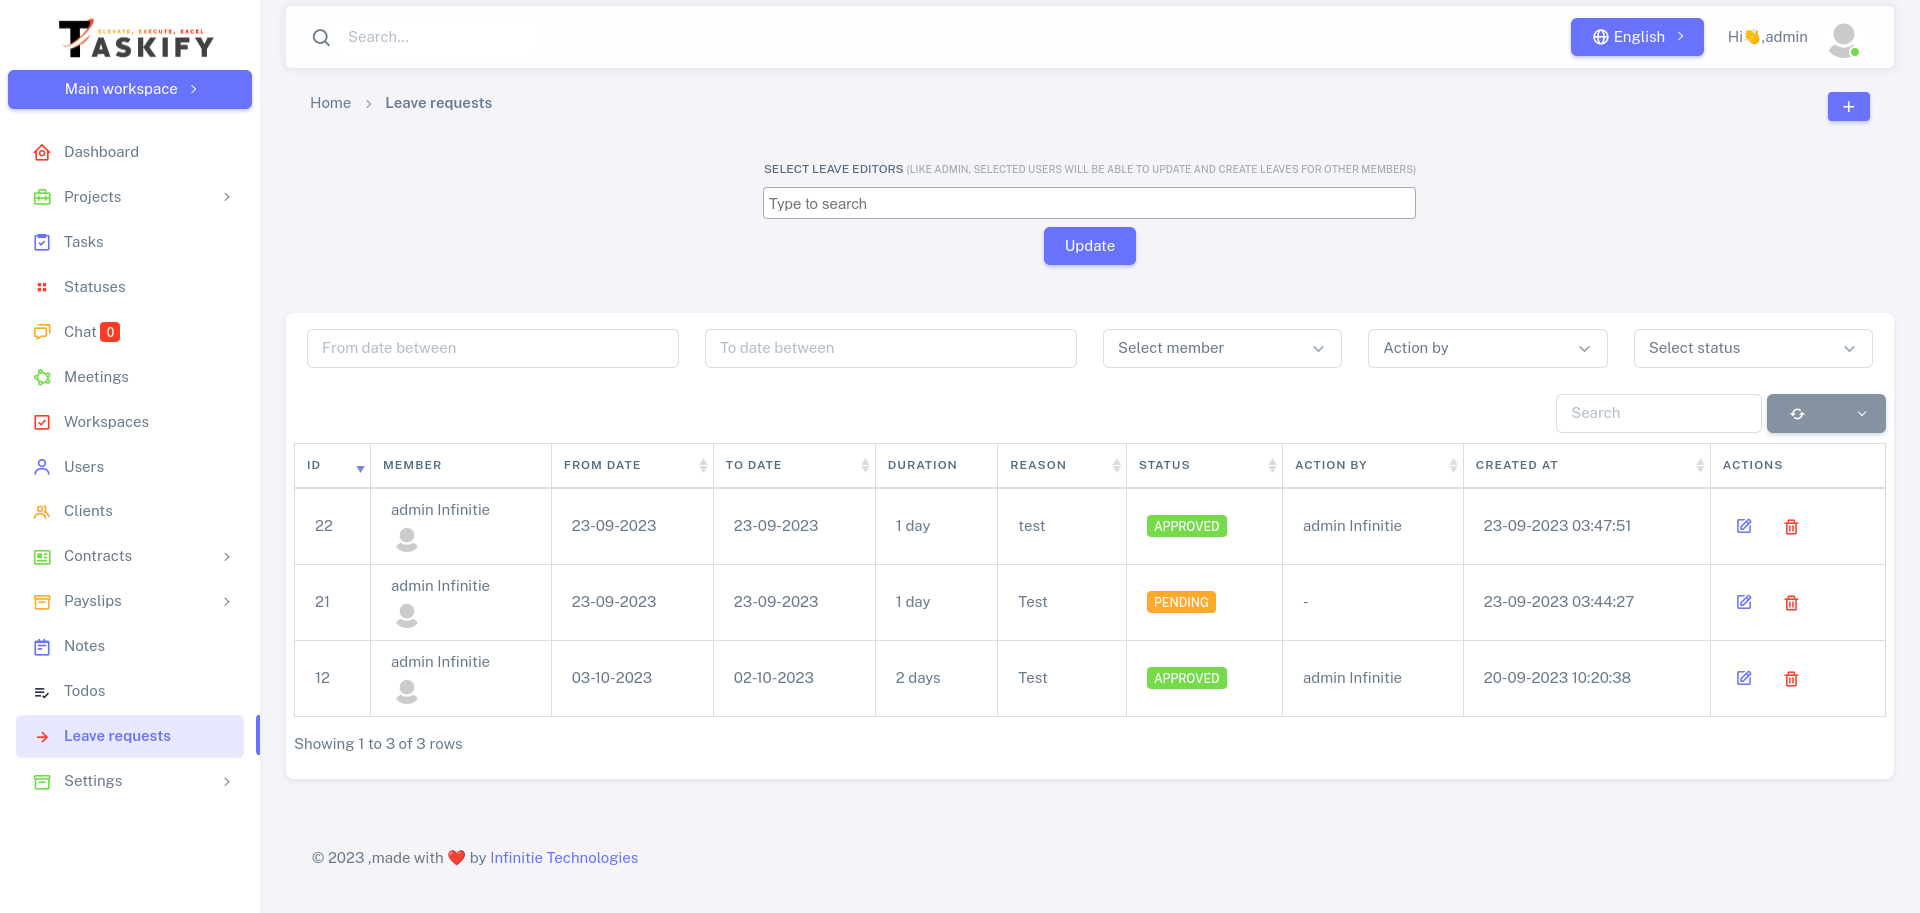 ELEVATE, EXECUTE, EXCEL
TASKIFY
Main workspace
Dashboard
Projects
Tasks
Statuses
Chat 0
Meetings
Workspaces
Users
Clients
Contracts
Payslips
Notes
Todos
Leave requests
Settings
Search...
English
Hi👋,admin
Home > Leave requests
+
SELECT LEAVE EDITORS (LIKE ADMIN, SELECTED USERS WILL BE ABLE TO UPDATE AND CREATE LEAVES FOR OTHER MEMBERS)
Type to search
Update
From date between To date between Select member Action by Select status
Search
ID MEMBER FROM DATE TO DATE DURATION REASON STATUS ACTION BY CREATED AT ACTIONS
22 admin Infinitie 23-09-2023 23-09-2023 1 day test APPROVED admin Infinitie 23-09-2023 03:47:51
21 admin Infinitie 23-09-2023 23-09-2023 1 day Test PENDING - 23-09-2023 03:44:27
12 admin Infinitie 03-10-2023 02-10-2023 2 days Test APPROVED admin Infinitie 20-09-2023 10:20:38
Showing 1 to 3 of 3 rows
© 2023 ,made with ❤️ by Infinitie Technologies